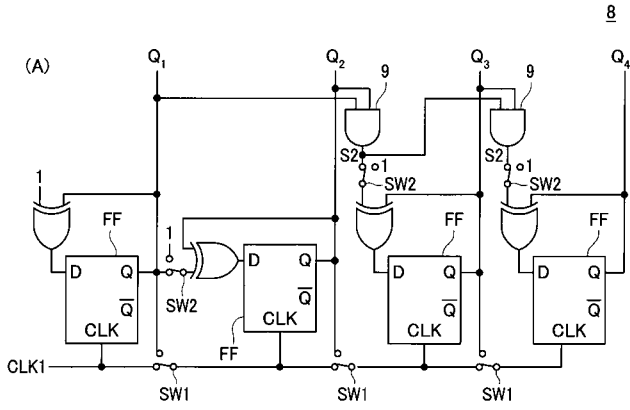 8
(A)
Q1 Q2 Q3 Q4
9 9
1 S2 1 S2 1
SW2 SW2
FF 1 FF FF
D Q D Q D Q D Q
SW2
Q̅ Q̅ Q̅ Q̅
CLK FF CLK CLK CLK
CLK1
SW1 SW1 SW1